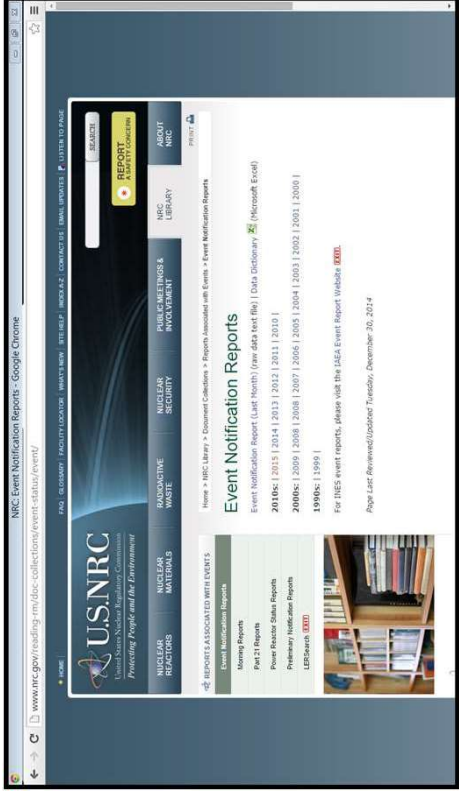 NRC: Event Notification Reports - Google Chrome
www.nrc.gov/reading-rm/doc-collections/event-status/event/
HOME
FAQ | GLOSSARY | FACILITY LOCATOR | WHAT'S NEW | SITE HELP | INDEX A-Z | CONTACT US | EMAIL UPDATES | LISTEN TO PAGE
U.S.NRC
United States Nuclear Regulatory Commission
Protecting People and the Environment
SEARCH
REPORT
A SAFETY CONCERN
NUCLEAR REACTORS
NUCLEAR MATERIALS
RADIOACTIVE WASTE
NUCLEAR SECURITY
PUBLIC MEETINGS & INVOLVEMENT
NRC LIBRARY
ABOUT NRC
PRINT
REPORTS ASSOCIATED WITH EVENTS
Event Notification Reports
Morning Reports
Part 21 Reports
Power Reactor Status Reports
Preliminary Notification Reports
LERSearch EXIT
Home > NRC Library > Document Collections > Reports Associated with Events > Event Notification Reports
Event Notification Reports
Event Notification Report (Last Month) (raw data text file) | Data Dictionary (Microsoft Excel)
2010s: | 2015 | 2014 | 2013 | 2012 | 2011 | 2010 |
2000s: | 2009 | 2008 | 2008 | 2007 | 2006 | 2005 | 2004 | 2003 | 2002 | 2001 | 2000 |
1990s: | 1999 |
For INES event reports, please visit the IAEA Event Report Website EXIT.
Page Last Reviewed/Updated Tuesday, December 30, 2014